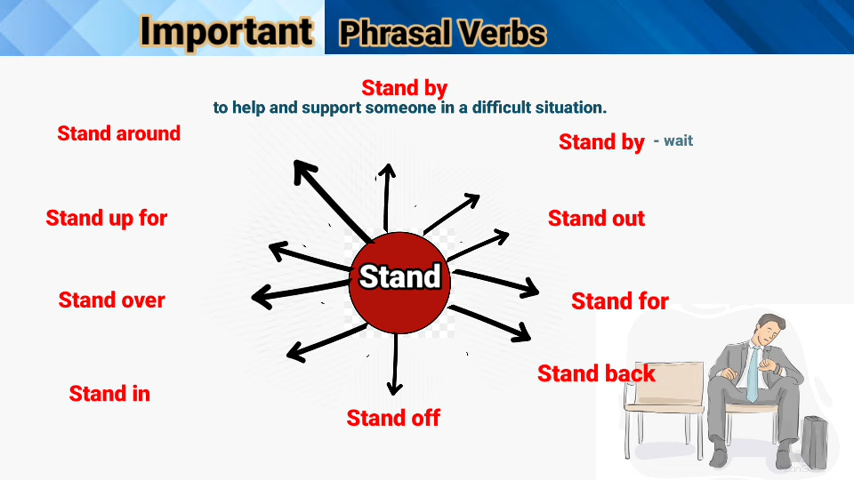 Important Phrasal Verbs
Stand by
to help and support someone in a difficult situation.
Stand around
Stand by - wait
Stand up for
Stand out
Stand
Stand over
Stand for
Stand back
Stand in
Stand off